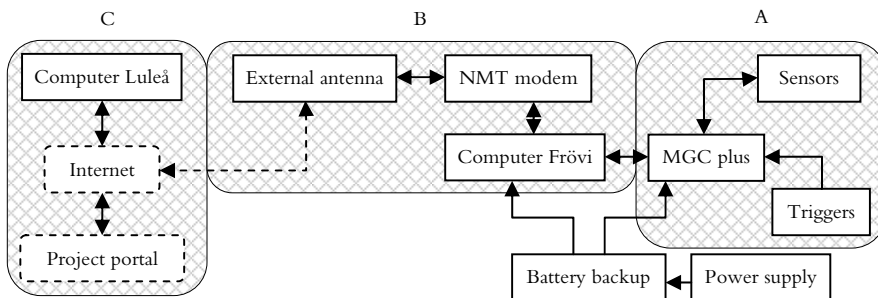 C
B
A
Computer Luleå
External antenna
NMT modem
Sensors
Internet
Computer Frövi
MGC plus
Triggers
Project portal
Battery backup
Power supply